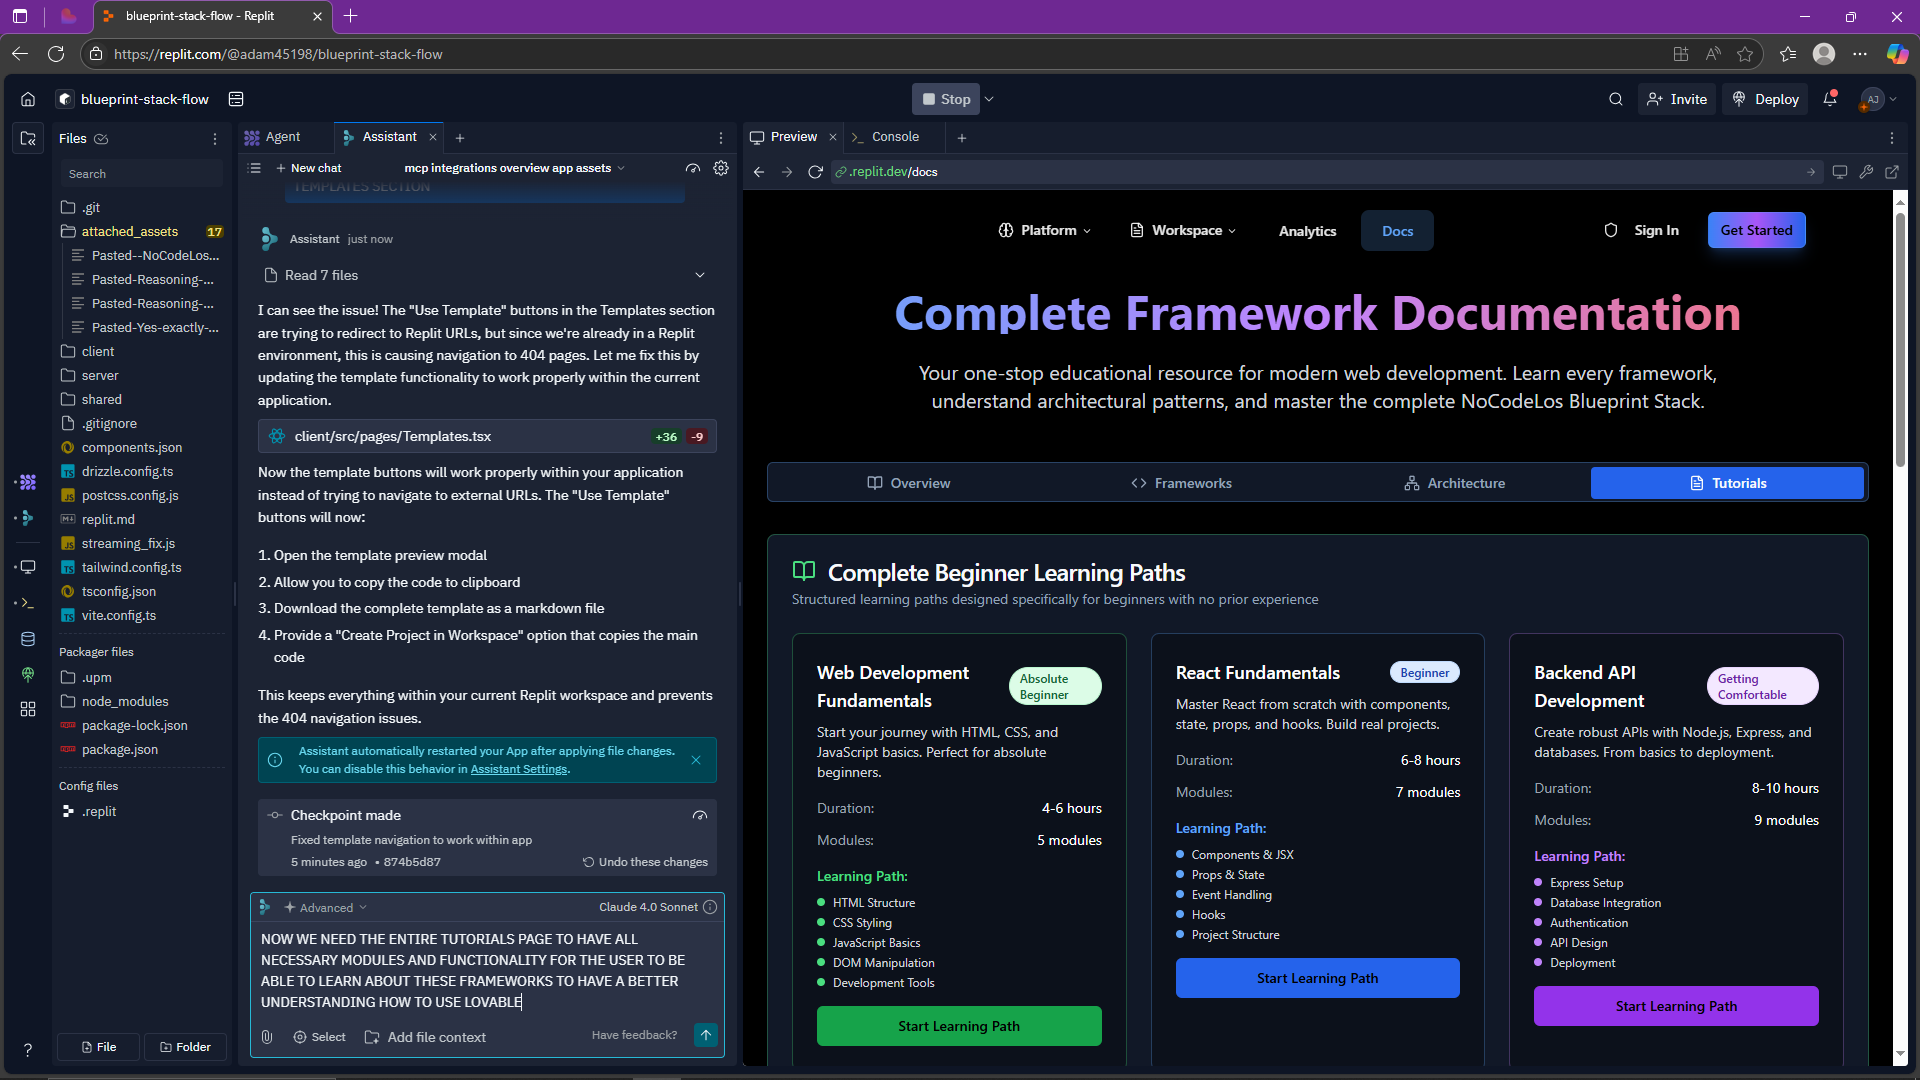 blueprint-stack-flow - Replit
https://replit.com/@adam45198/blueprint-stack-flow
blueprint-stack-flow
Stop
Invite
Deploy
AJ
Files
Search
.git
attached_assets 17
Pasted--NoCodeLos...
Pasted-Reasoning-...
Pasted-Reasoning-...
Pasted-Yes-exactly-...
client
server
shared
.gitignore
components.json
drizzle.config.ts
postcss.config.js
replit.md
streaming_fix.js
tailwind.config.ts
tsconfig.json
vite.config.ts
Packager files
.upm
node_modules
package-lock.json
package.json
Config files
.replit
File
Folder
Agent
Assistant
New chat
mcp integrations overview app assets
TEMPLATES SECTION
Assistant just now
Read 7 files
I can see the issue! The "Use Template" buttons in the Templates section
are trying to redirect to Replit URLs, but since we're already in a Replit
environment, this is causing navigation to 404 pages. Let me fix this by
updating the template functionality to work properly within the current
application.
client/src/pages/Templates.tsx +36 -9
Now the template buttons will work properly within your application
instead of trying to navigate to external URLs. The "Use Template"
buttons will now:
1. Open the template preview modal
2. Allow you to copy the code to clipboard
3. Download the complete template as a markdown file
4. Provide a "Create Project in Workspace" option that copies the main
code
This keeps everything within your current Replit workspace and prevents
the 404 navigation issues.
Assistant automatically restarted your App after applying file changes.
You can disable this behavior in Assistant Settings.
Checkpoint made
Fixed template navigation to work within app
5 minutes ago • 874b5d87
Undo these changes
Advanced
Claude 4.0 Sonnet
NOW WE NEED THE ENTIRE TUTORIALS PAGE TO HAVE ALL
NECESSARY MODULES AND FUNCTIONALITY FOR THE USER TO BE
ABLE TO LEARN ABOUT THESE FRAMEWORKS TO HAVE A BETTER
UNDERSTANDING HOW TO USE LOVABLE
Select
Add file context
Have feedback?
Preview
Console
.replit.dev/docs
Platform
Workspace
Analytics
Docs
Sign In
Get Started
Complete Framework Documentation
Your one-stop educational resource for modern web development. Learn every framework,
understand architectural patterns, and master the complete NoCodeLos Blueprint Stack.
Overview
Frameworks
Architecture
Tutorials
Complete Beginner Learning Paths
Structured learning paths designed specifically for beginners with no prior experience
Web Development
Fundamentals
Absolute
Beginner
Start your journey with HTML, CSS, and
JavaScript basics. Perfect for absolute
beginners.
Duration: 4-6 hours
Modules: 5 modules
Learning Path:
HTML Structure
CSS Styling
JavaScript Basics
DOM Manipulation
Development Tools
Start Learning Path
React Fundamentals
Beginner
Master React from scratch with components,
state, props, and hooks. Build real projects.
Duration: 6-8 hours
Modules: 7 modules
Learning Path:
Components & JSX
Props & State
Event Handling
Hooks
Project Structure
Start Learning Path
Backend API
Development
Getting
Comfortable
Create robust APIs with Node.js, Express, and
databases. From basics to deployment.
Duration: 8-10 hours
Modules: 9 modules
Learning Path:
Express Setup
Database Integration
Authentication
API Design
Deployment
Start Learning Path